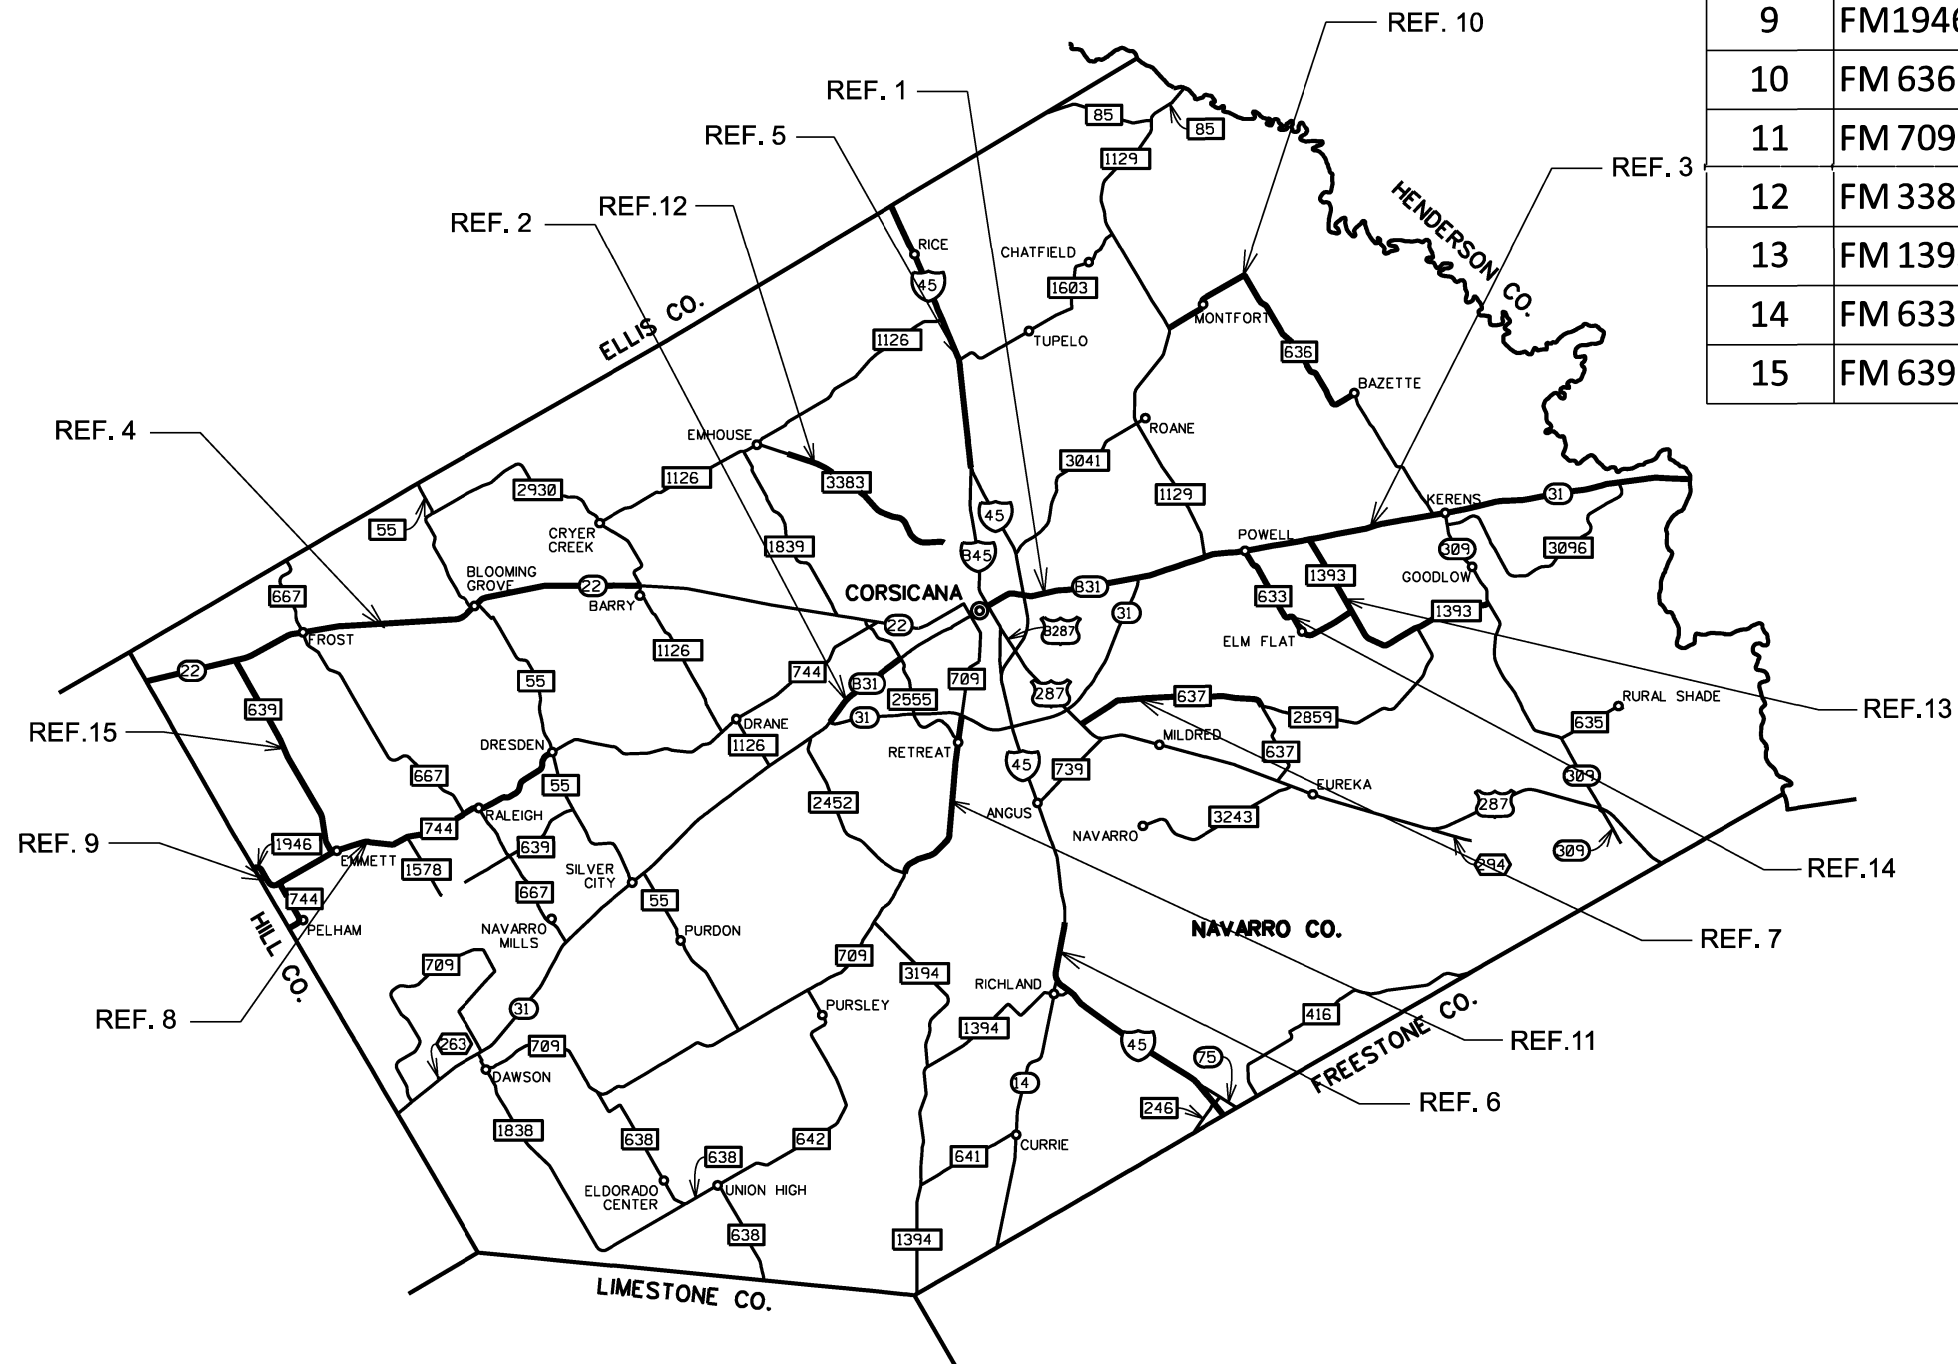 REF. 10
9 FM1946
10 FM 636
11 FM 709
12 FM 338
13 FM 139
14 FM 633
15 FM 639
REF. 1
REF. 5
REF. 3
REF.12
REF. 2
85
85
1129
HENDERSON CO.
RICE
CHATFIELD
45
1603
MONTFORT
ELLIS CO.
1126
TUPELO
636
BAZETTE
REF. 4
EMHOUSE
ROANE
1126
3383
3041
2930
1129
KERENS
31
55
CRYER
CREEK
45
1839
B45
POWELL
309
3096
BLOOMING
GROVE
22
BARRY
CORSICANA
B31
1393
GOODLOW
667
633
1393
31
FROST
22
B287
ELM FLAT
22
1126
744
B31
709
55
2555
287
637
RURAL SHADE
REF.13
639
31
2859
635
REF.15
DRANE
DRESDEN
1126
RETREAT
MILDRED
637
667
55
45
739
309
2452
EUREKA
287
RALEIGH
ANGUS
744
NAVARRO
3243
REF. 9
1946
EMMETT
639
309
294
1578
SILVER
CITY
REF.14
744
667
55
PELHAM
HILL CO.
NAVARRO
MILLS
PURDON
NAVARRO CO.
REF. 7
709
709
3194
RICHLAND
31
PURSLEY
REF. 8
1394
416
FREESTONE CO.
REF.11
263
709
45
75
DAWSON
14
246
REF. 6
1838
638
642
CURRIE
638
641
ELDORADO
CENTER
UNION HIGH
638
1394
LIMESTONE CO.